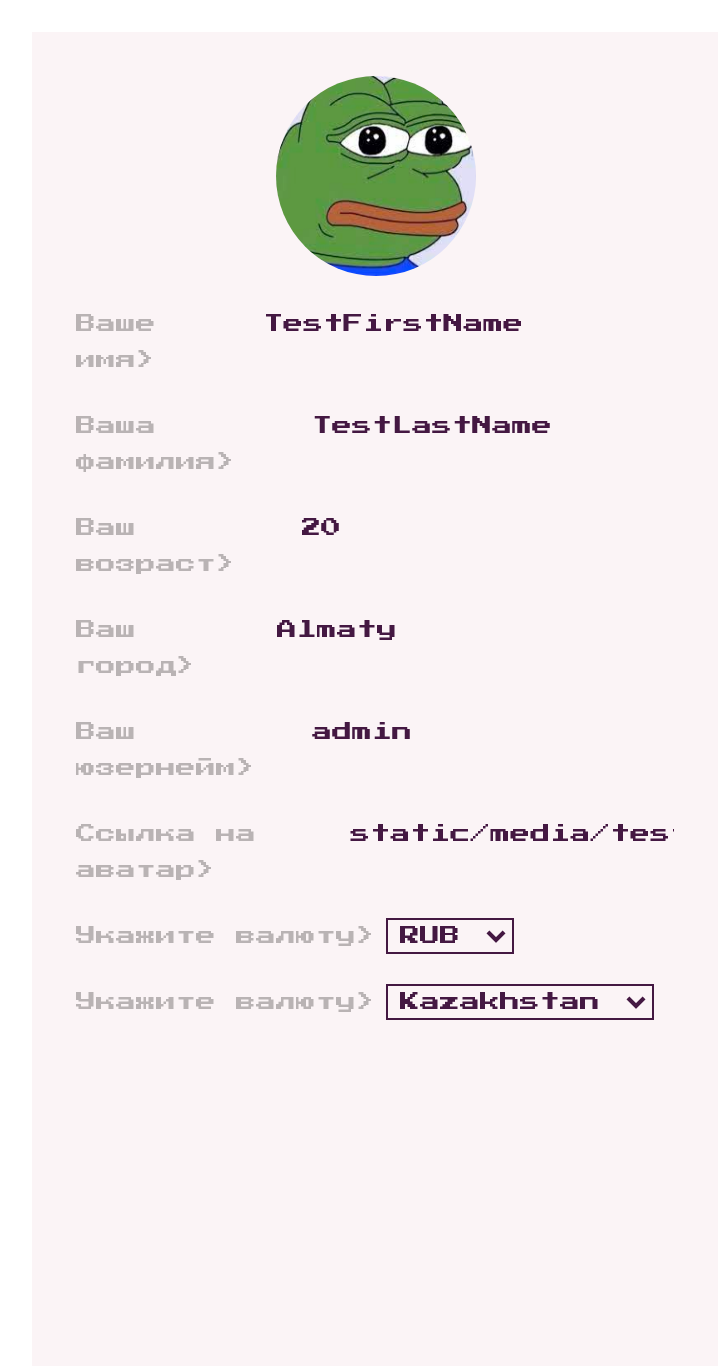 Ваше TestFirstName
имя>
Ваша TestLastName
фамилия>
Ваш 20
возраст>
Ваш Almaty
город>
Ваш admin
юзернейм>
Ссылка на static/media/tes
аватар>
Укажите валюту> RUB
Укажите валюту> Kazakhstan